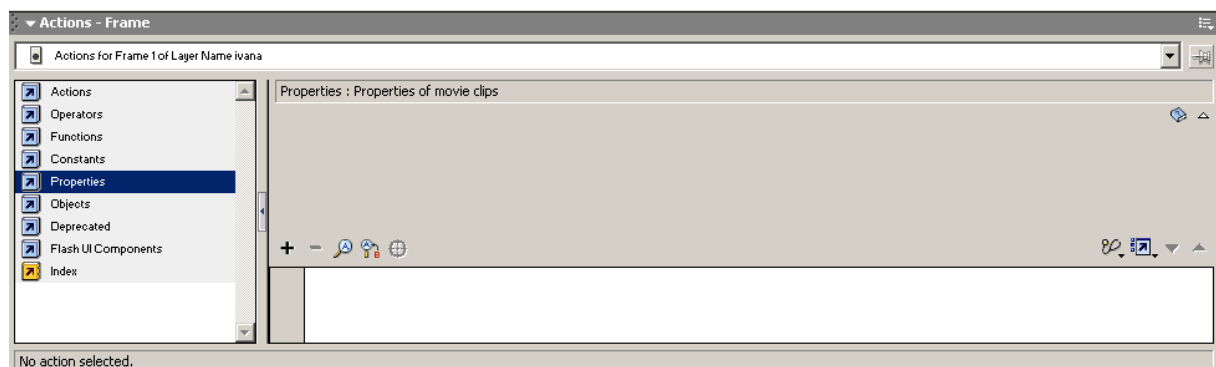 Actions - Frame
Actions for Frame 1 of Layer Name ivana
Actions
Operators
Functions
Constants
Properties
Objects
Deprecated
Flash UI Components
Index
Properties : Properties of movie clips
No action selected.